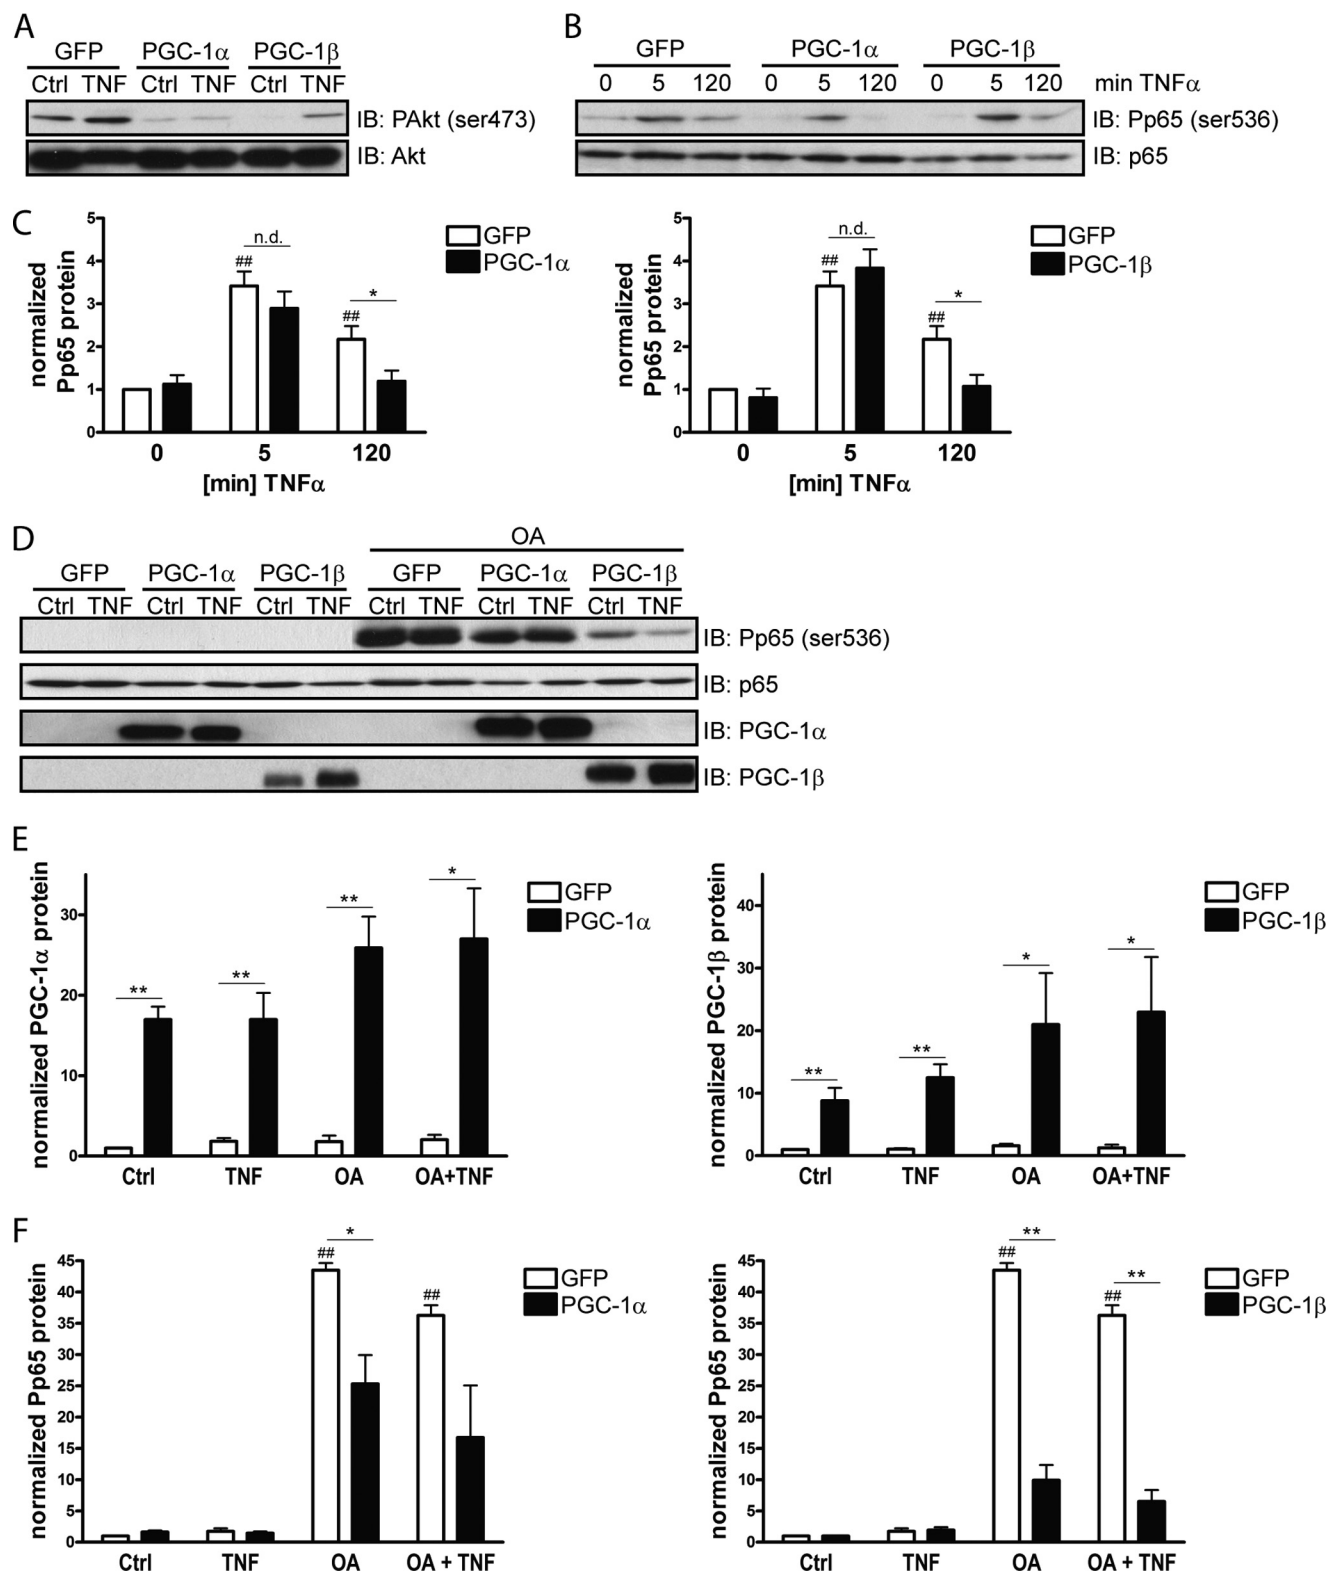 A
GFP PGC-1α PGC-1β
Ctrl TNF Ctrl TNF Ctrl TNF
IB: PAkt (ser473)
IB: Akt
B
GFP PGC-1α PGC-1β
0 5 120 0 5 120 0 5 120 min TNFα
IB: Pp65 (ser536)
IB: p65
C
normalized
Pp65 protein
5
4
3
2
1
0
##
n.d.
##
*
GFP
PGC-1α
0 5 120
[min] TNFα
normalized
Pp65 protein
5
4
3
2
1
0
##
n.d.
##
*
GFP
PGC-1β
0 5 120
[min] TNFα
D
OA
GFP PGC-1α PGC-1β GFP PGC-1α PGC-1β
Ctrl TNF Ctrl TNF Ctrl TNF Ctrl TNF Ctrl TNF Ctrl TNF
IB: Pp65 (ser536)
IB: p65
IB: PGC-1α
IB: PGC-1β
E
normalized PGC-1α protein
30
20
10
0
** ** ** *
GFP
PGC-1α
Ctrl TNF OA OA+TNF
normalized PGC-1β protein
40
30
20
10
0
** ** * *
GFP
PGC-1β
Ctrl TNF OA OA+TNF
F
normalized Pp65 protein
45
40
35
30
25
20
15
10
5
0
*
##
##
GFP
PGC-1α
Ctrl TNF OA OA + TNF
normalized Pp65 protein
45
40
35
30
25
20
15
10
5
0
**
##
**
##
GFP
PGC-1β
Ctrl TNF OA OA + TNF